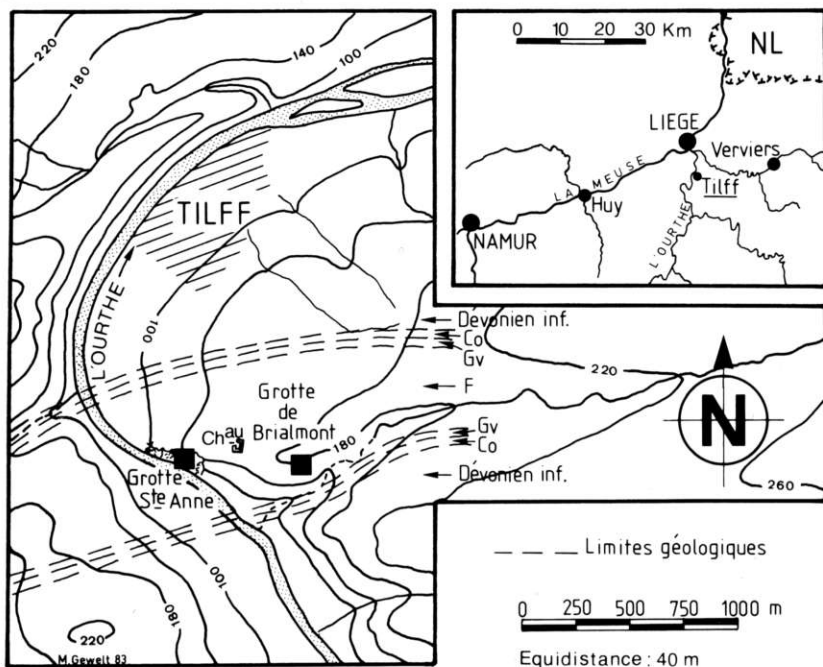 220
180
140
100
TILFF
L'OURTHE
100
Grotte
de
Brialmont
Chau
180
Grotte
Ste Anne
100
180
220
M.Gewelt 83
0 10 20 30 Km
NL
LIEGE
Verviers
Tilff
LA MEUSE
Huy
NAMUR
L'OURTHE
Dévonien inf.
Co
Gv
F
Gv
Co
Dévonien inf.
220
N
260
Limites géologiques
0 250 500 750 1000 m
Equidistance : 40 m